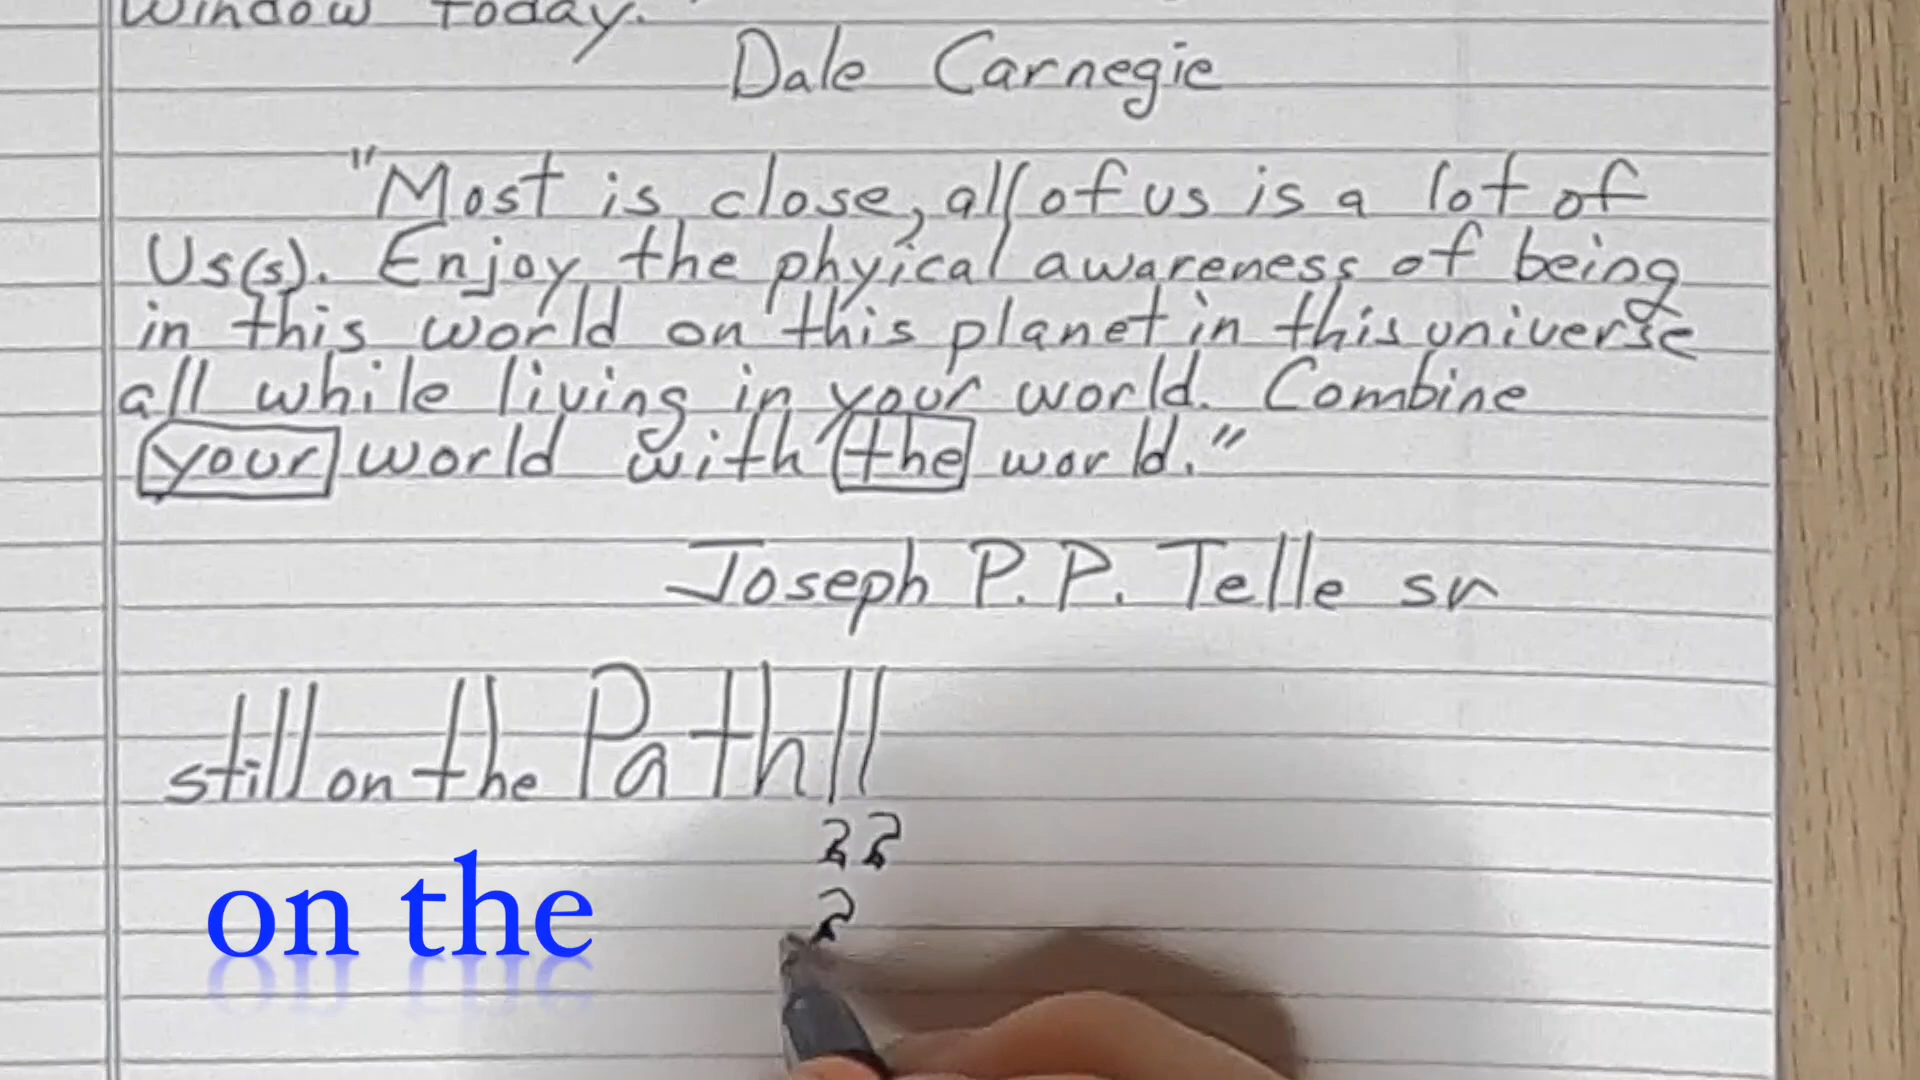 window today.
Dale Carnegie
"Most is close, all of us is a lot of
Us(s). Enjoy the phyical awareness of being
in this world on this planet in this universe
all while living in your world. Combine
your world with the world."
Joseph P. P. Telle sr
still on the Path!!
22
2
on the